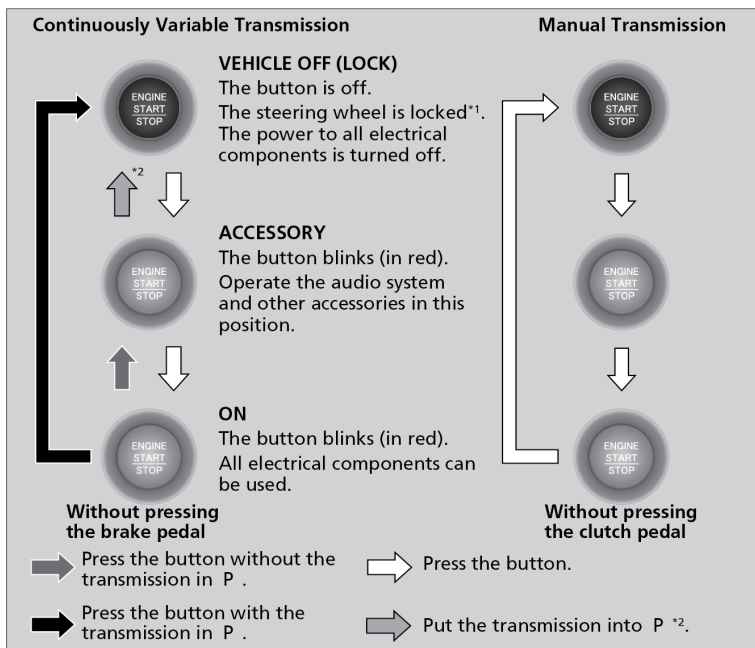 Continuously Variable Transmission
Manual Transmission
ENGINE
START
STOP
VEHICLE OFF (LOCK)
The button is off.
The steering wheel is locked*1.
The power to all electrical
components is turned off.
ENGINE
START
STOP
*2
ENGINE
START
STOP
ACCESSORY
The button blinks (in red).
Operate the audio system
and other accessories in this
position.
ENGINE
START
STOP
ENGINE
START
STOP
ON
The button blinks (in red).
All electrical components can
be used.
ENGINE
START
STOP
Without pressing
the brake pedal
Without pressing
the clutch pedal
Press the button without the
transmission in P .
Press the button.
Press the button with the
transmission in P .
Put the transmission into P *2.